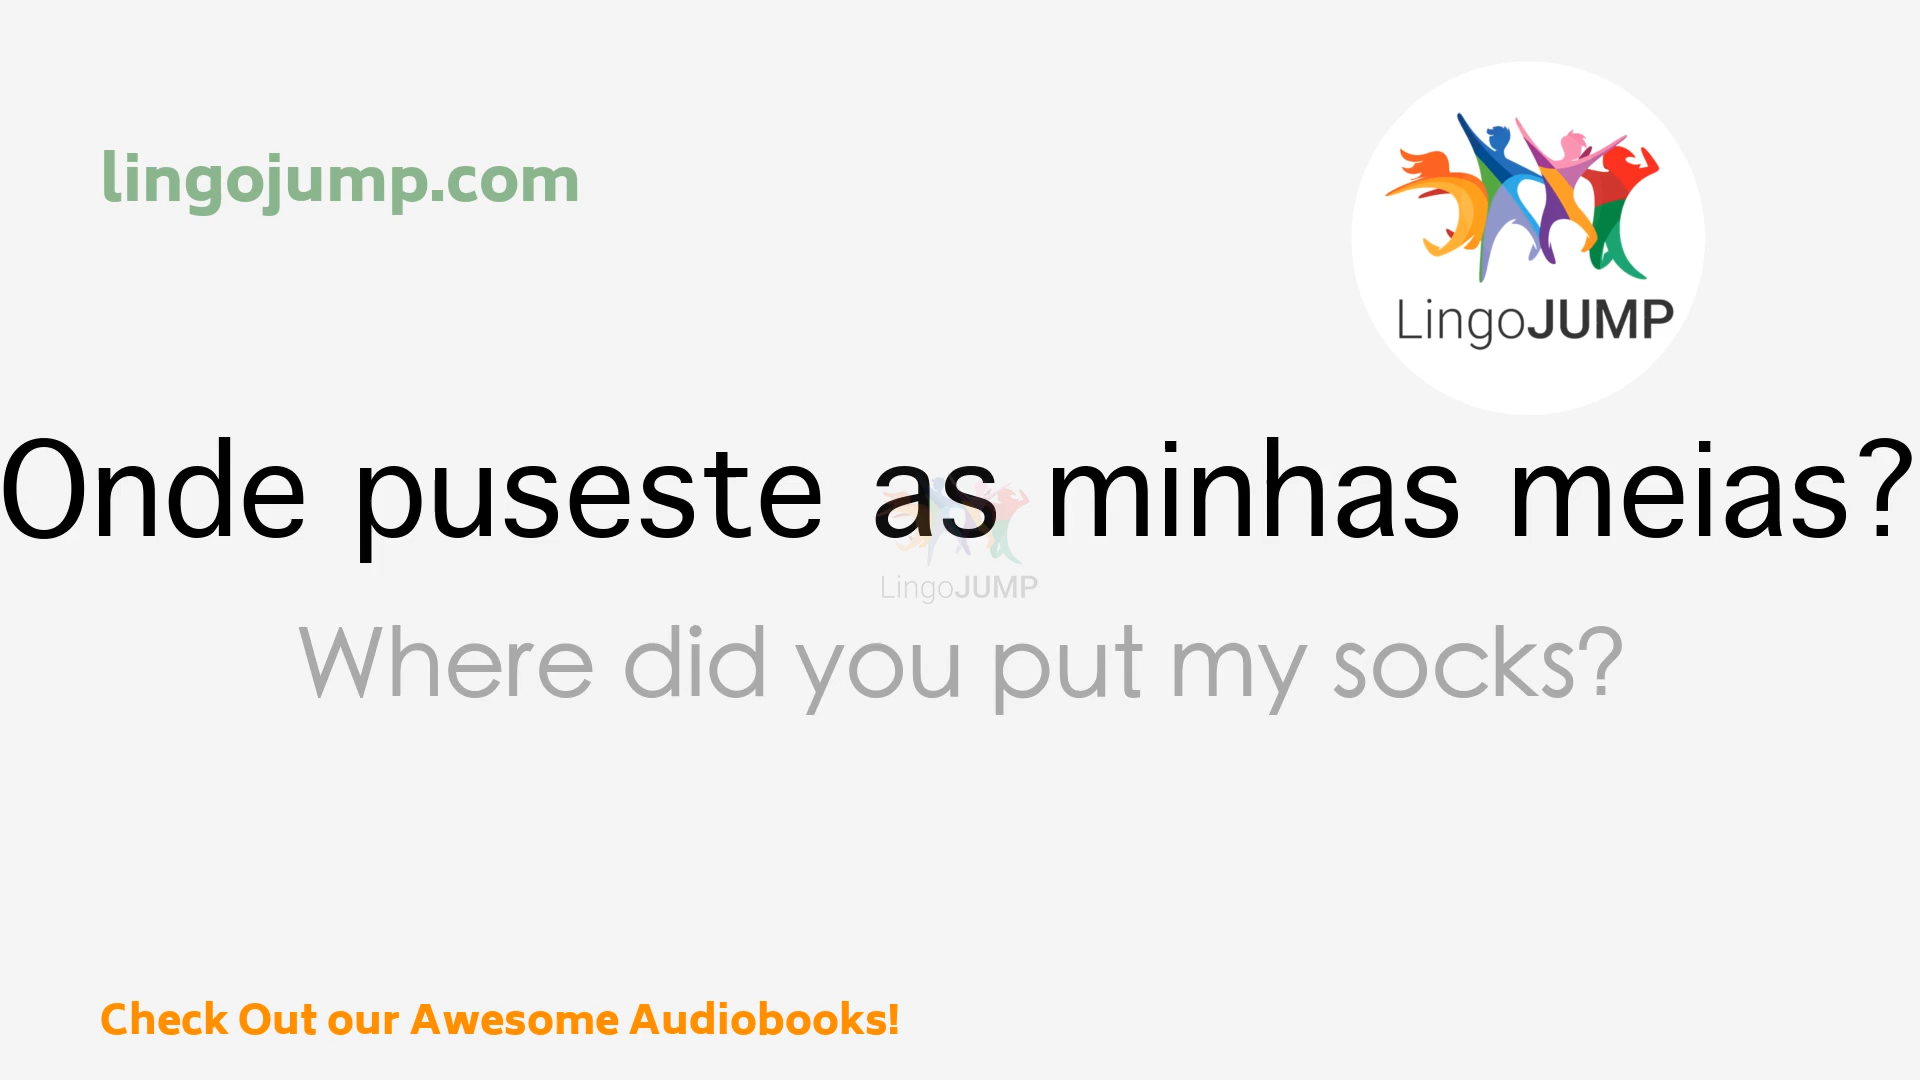 lingojump.com
LingoJUMP
Onde puseste as minhas meias?
LingoJUMP
Where did you put my socks?
Check Out our Awesome Audiobooks!